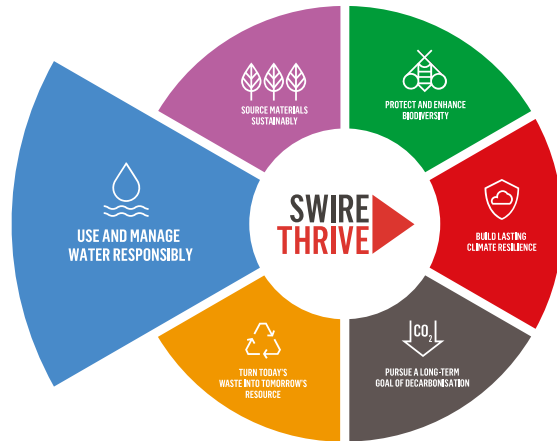 SOURCE MATERIALS
SUSTAINABLY
PROTECT AND ENHANCE
BIODIVERSITY
USE AND MANAGE
WATER RESPONSIBLY
SWIRE
THRIVE
BUILD LASTING
CLIMATE RESILIENCE
TURN TODAY'S
WASTE INTO TOMORROW'S
RESOURCE
CO2
PURSUE A LONG-TERM
GOAL OF DECARBONISATION